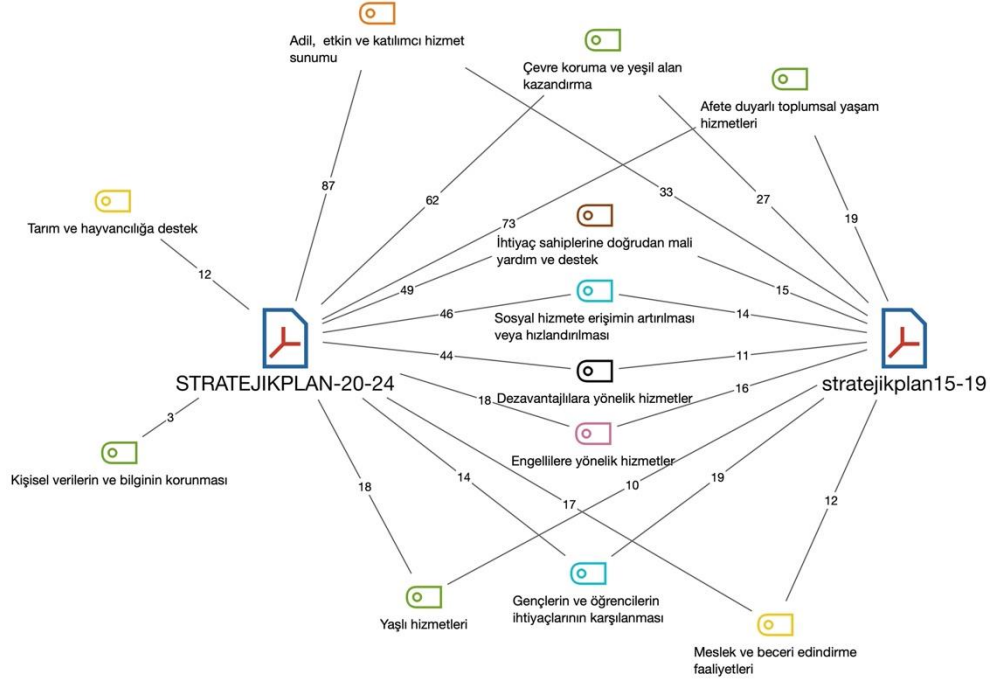 Adil, etkin ve katılımcı hizmet
sunumu
Çevre koruma ve yeşil alan
kazandırma
Afete duyarlı toplumsal yaşam
hizmetleri
87
62
33
27
73
19
Tarım ve hayvancılığa destek
İhtiyaç sahiplerine doğrudan mali
yardım ve destek
12
49
15
46
14
Sosyal hizmete erişimin artırılması
veya hızlandırılması
44
11
STRATEJIKPLAN-20-24
stratejikplan15-19
18
Dezavantajlılara yönelik hizmetler
16
3
Engellilere yönelik hizmetler
Kişisel verilerin ve bilginin korunması
18
14
10
19
17
12
Yaşlı hizmetleri
Gençlerin ve öğrencilerin
ihtiyaçlarının karşılanması
Meslek ve beceri edindirme
faaliyetleri